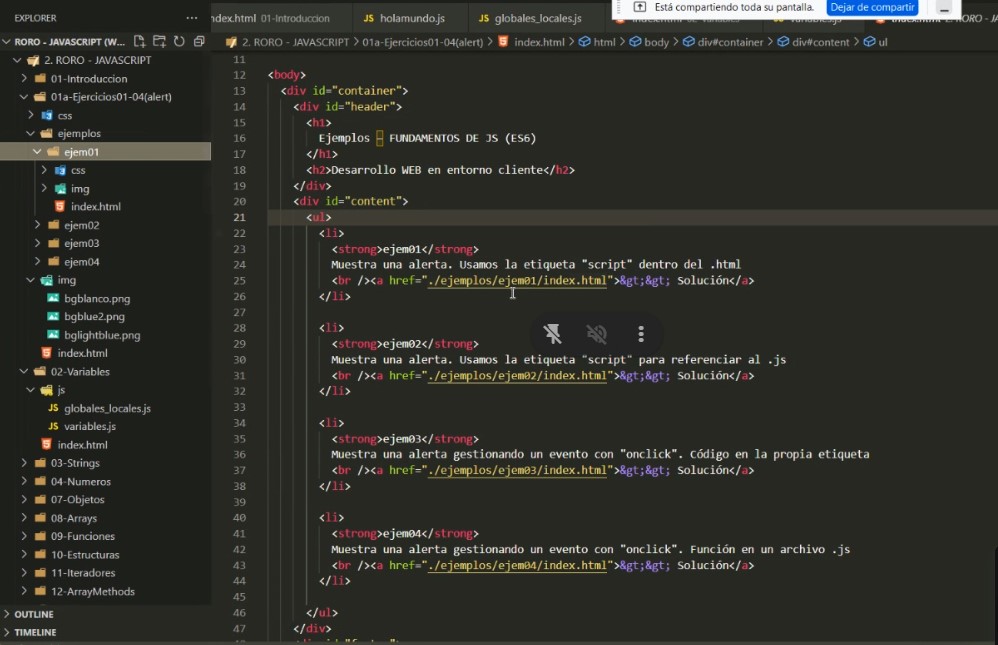 EXPLORER
ndex.html 01-Introduccion
JS holamundo.js
JS globales_locales.js
Está compartiendo toda su pantalla.
Dejar de compartir
RORO - JAVASCRIPT (W...
2. RORO - JAVASCRIPT > 01a-Ejercicios01-04(alert) > index.html > html > body > div#container > div#content > ul
2. RORO - JAVASCRIPT
01-Introduccion
01a-Ejercicios01-04(alert)
css
ejemplos
ejem01
css
img
index.html
ejem02
ejem03
ejem04
img
bgblanco.png
bgblue2.png
bglightblue.png
index.html
02-Variables
js
JS globales_locales.js
JS variables.js
index.html
03-Strings
04-Numeros
07-Objetos
08-Arrays
09-Funciones
10-Estructuras
11-Iteradores
12-ArrayMethods
OUTLINE
TIMELINE
11
12 <body>
13 <div id="container">
14 <div id="header">
15 <h1>
16 Ejemplos – FUNDAMENTOS DE JS (ES6)
17 </h1>
18 <h2>Desarrollo WEB en entorno cliente</h2>
19 </div>
20 <div id="content">
21 <ul>
22 <li>
23 <strong>ejem01</strong>
24 Muestra una alerta. Usamos la etiqueta "script" dentro del .html
25 <br /><a href="./ejemplos/ejem01/index.html">&gt;&gt; Solución</a>
26 </li>
27
28 <li>
29 <strong>ejem02</strong>
30 Muestra una alerta. Usamos la etiqueta "script" para referenciar al .js
31 <br /><a href="./ejemplos/ejem02/index.html">&gt;&gt; Solución</a>
32 </li>
33
34 <li>
35 <strong>ejem03</strong>
36 Muestra una alerta gestionando un evento con "onclick". Código en la propia etiqueta
37 <br /><a href="./ejemplos/ejem03/index.html">&gt;&gt; Solución</a>
38 </li>
39
40 <li>
41 <strong>ejem04</strong>
42 Muestra una alerta gestionando un evento con "onclick". Función en un archivo .js
43 <br /><a href="./ejemplos/ejem04/index.html">&gt;&gt; Solución</a>
44 </li>
45
46 </ul>
47 </div>